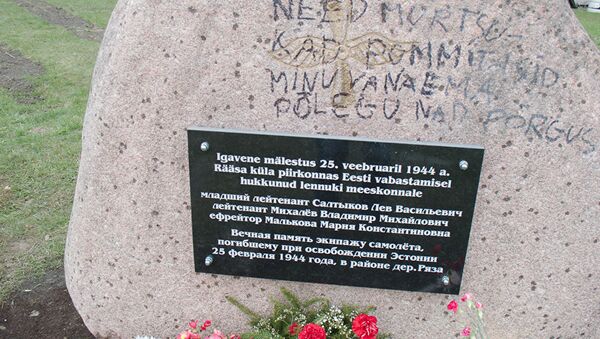 NEED MÕRTSU-
KAD POMMITASID
MINU VANAEMA
PÕLEGU NAD PÕRGUS
Igavene mälestus 25. veebruaril 1944 a.
Rääsa küla piirkonnas Eesti vabastamisel
hukkunud lennuki meeskonnale
младший лейтенант Салтыков Лев Васильевич
лейтенант Михалёв Владимир Михайлович
ефрейтор Малькова Мария Константиновна
Вечная память экипажу самолёта,
погибшему при освобождении Эстонии
25 февраля 1944 года, в районе дер. Ряза